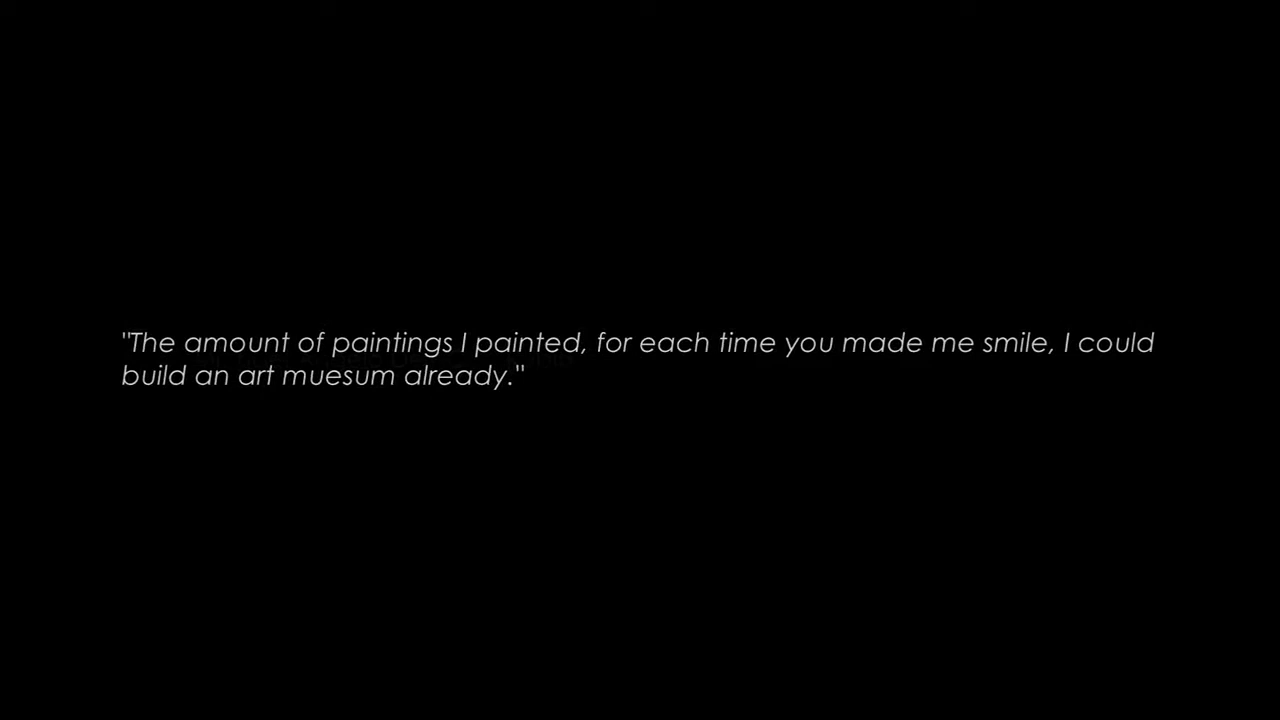 "The amount of paintings I painted, for each time you made me smile, I could
build an art muesum already."